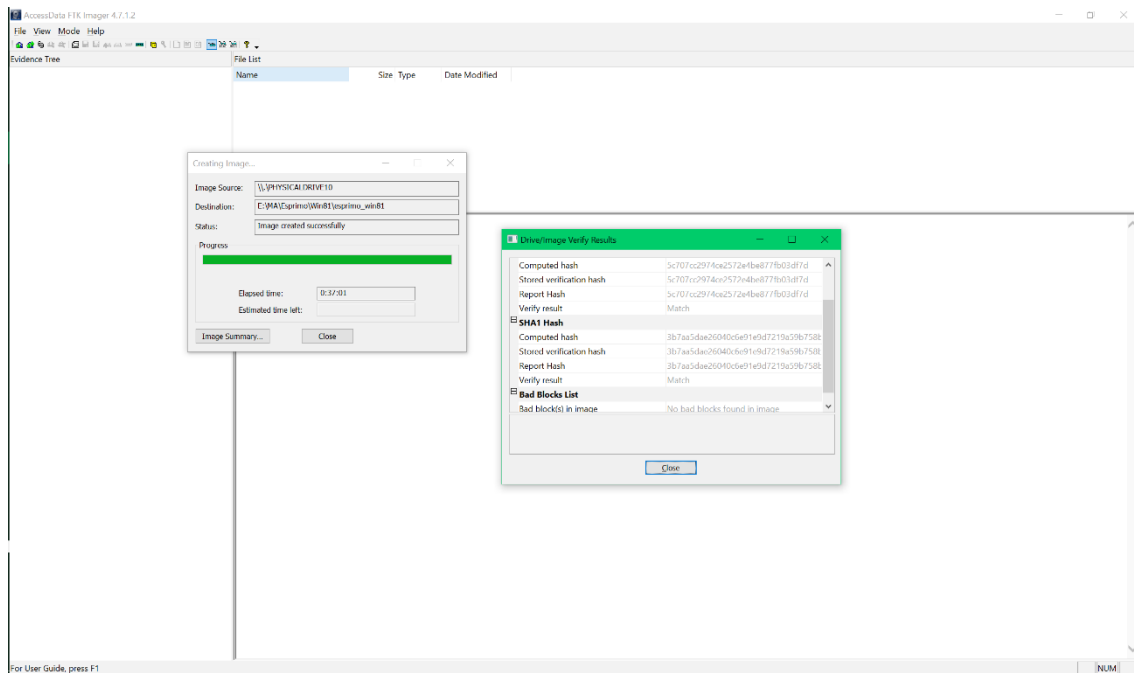 AccessData FTK Imager 4.7.1.2
File View Mode Help
Evidence Tree
File List
Name Size Type Date Modified
Creating Image...
Image Source: \\.\PHYSICALDRIVE10
Destination: E:\MA\Esprimo\Win81\esprimo_win81
Status: Image created successfully
Progress
Elapsed time: 0:37:01
Estimated time left:
Image Summary... Close
Drive/Image Verify Results
Computed hash 5c707cc2974ce2572e4be877fb03df7d
Stored verification hash 5c707cc2974ce2572e4be877fb03df7d
Report Hash 5c707cc2974ce2572e4be877fb03df7d
Verify result Match
SHA1 Hash
Computed hash 3b7aa5dae26040c6e91e9d7219a59b758b
Stored verification hash 3b7aa5dae26040c6e91e9d7219a59b758b
Report Hash 3b7aa5dae26040c6e91e9d7219a59b758b
Verify result Match
Bad Blocks List
Bad block(s) in image No bad blocks found in image
Close
For User Guide, press F1
NUM